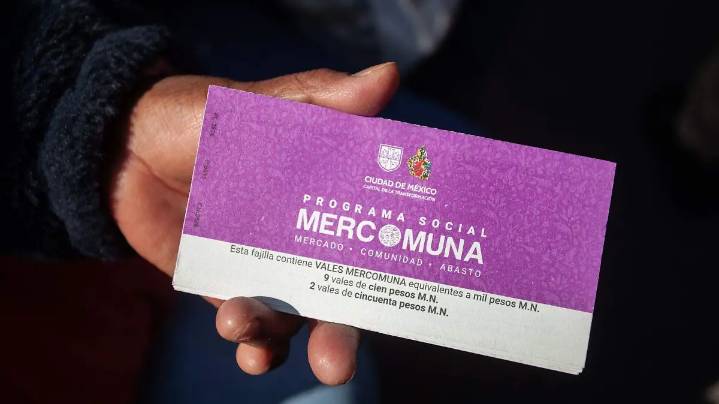 CIUDAD DE MÉXICO
CAPITAL DE LA TRANSFORMACIÓN
PROGRAMA SOCIAL
MERCOMUNA
MERCADO · COMUNIDAD · ABASTO
Esta fajilla contiene VALES MERCOMUNA equivalentes a mil pesos M.N.
9 vales de cien pesos M.N.
2 vales de cincuenta pesos M.N.